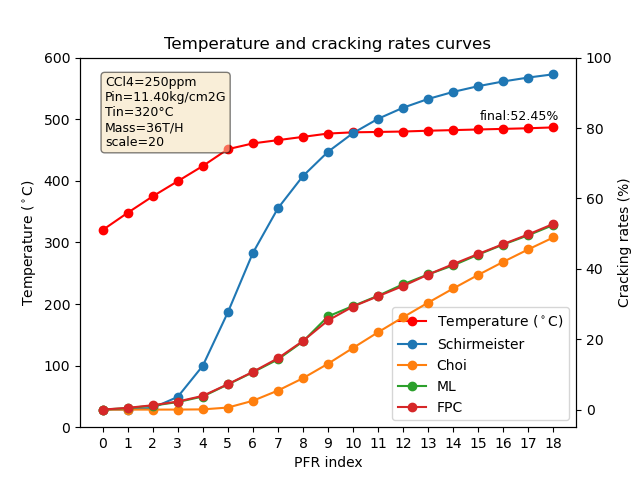 Temperature and cracking rates curves
CCl4=250ppm
Pin=11.40kg/cm2G
Tin=320°C
Mass=36T/H
scale=20
final:52.45%
600
500
400
300
200
100
0
Temperature (°C)
100
80
60
40
20
0
Cracking rates (%)
Temperature (°C)
Schirmeister
Choi
ML
FPC
0 1 2 3 4 5 6 7 8 9 10 11 12 13 14 15 16 17 18
PFR index